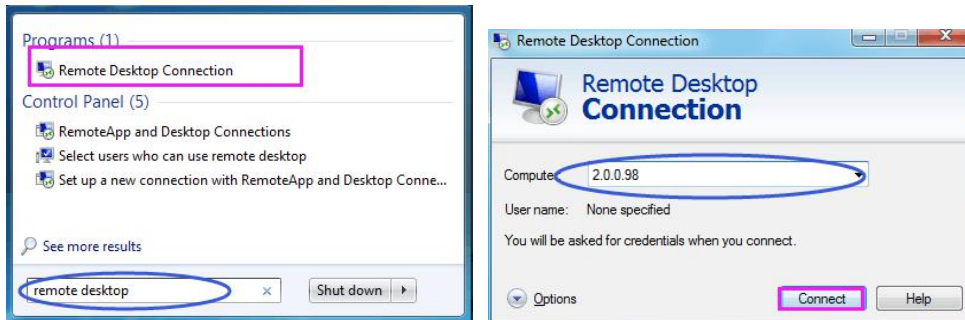 Programs (1)
Remote Desktop Connection
Control Panel (5)
RemoteApp and Desktop Connections
Select users who can use remote desktop
Set up a new connection with RemoteApp and Desktop Conne...
See more results
remote desktop
Shut down
Remote Desktop Connection
Remote Desktop
Connection
Compute
2.0.0.98
User name: None specified
You will be asked for credentials when you connect.
Options
Connect
Help